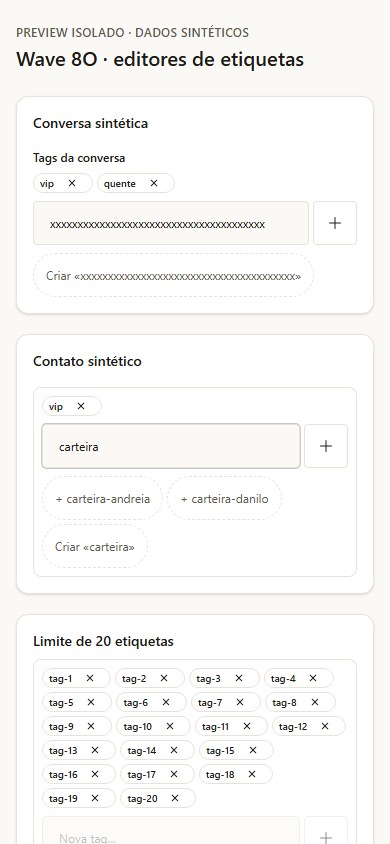 PREVIEW ISOLADO · DADOS SINTÉTICOS
Wave 8O · editores de etiquetas
Conversa sintética
Tags da conversa
vip × quente ×
xxxxxxxxxxxxxxxxxxxxxxxxxxxxxxxxxxxxxxxx +
Criar «xxxxxxxxxxxxxxxxxxxxxxxxxxxxxxxxxxxxxxxx»
Contato sintético
vip ×
carteira +
+ carteira-andreia + carteira-danilo
Criar «carteira»
Limite de 20 etiquetas
tag-1 × tag-2 × tag-3 × tag-4 ×
tag-5 × tag-6 × tag-7 × tag-8 ×
tag-9 × tag-10 × tag-11 × tag-12 ×
tag-13 × tag-14 × tag-15 ×
tag-16 × tag-17 × tag-18 ×
tag-19 × tag-20 ×
Nova tag... +